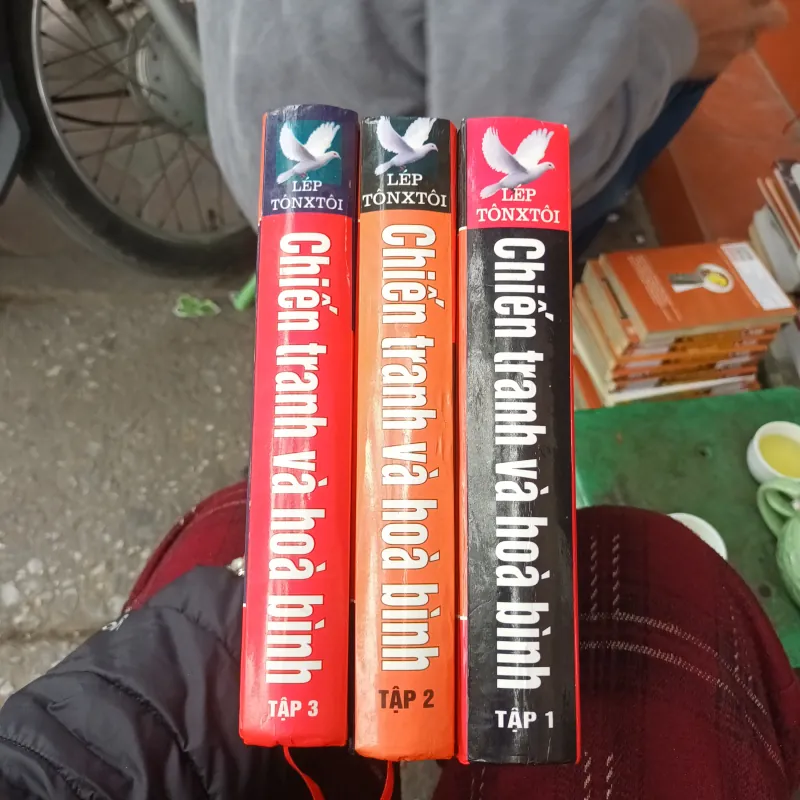 LÉP
TÔNXTÔI
Chiến tranh và hoà bình
TẬP 3
LÉP
TÔNXTÔI
Chiến tranh và hoà bình
TẬP 2
LÉP
TÔNXTÔI
Chiến tranh và hoà bình
TẬP 1